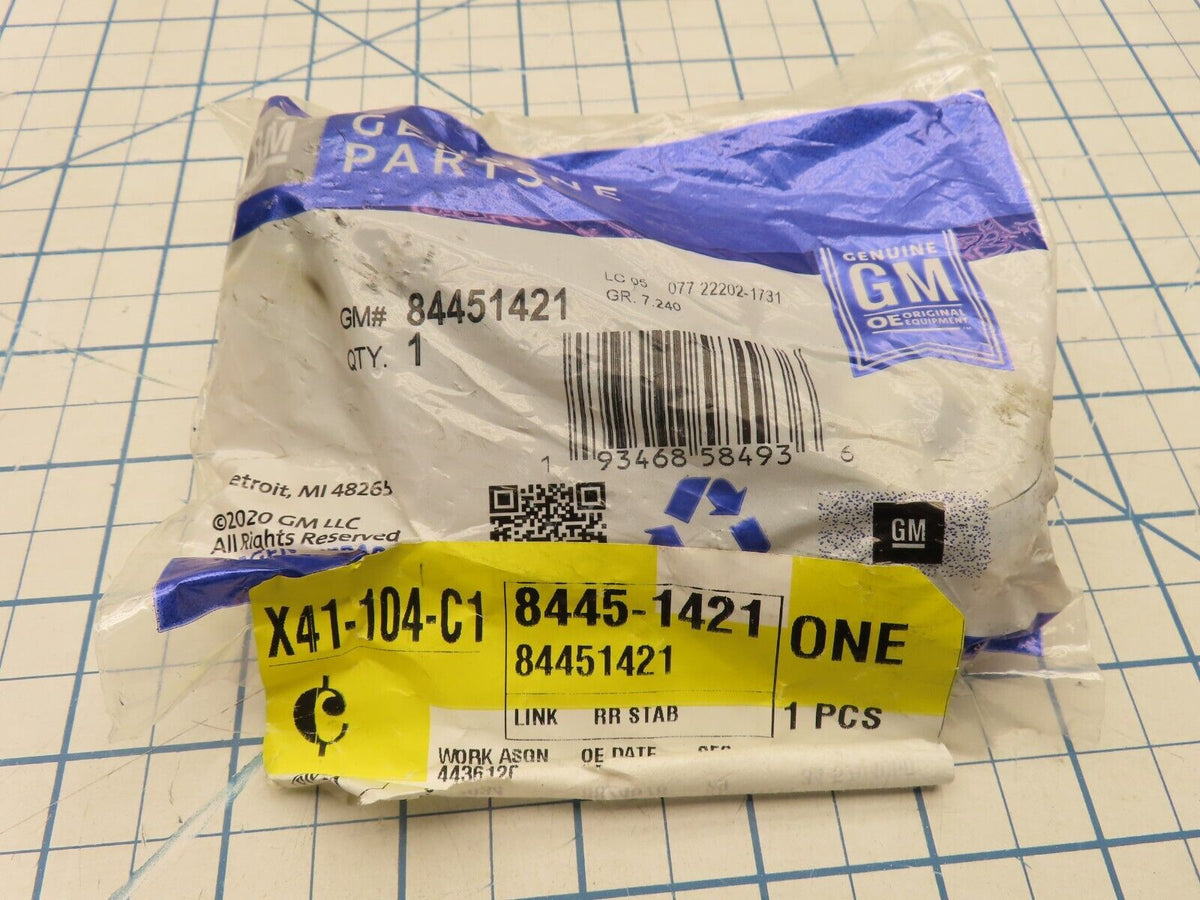 GM
PARTS
GENUINE
GM
OE ORIGINAL EQUIPMENT
LC 05 077 22202-1731
GR. 7.240
GM# 84451421
QTY. 1
1 93468 58493 6
etroit, MI 48265
©2020 GM LLC
All Rights Reserved
GM
X41-104-C1
8445-1421
ONE
84451421
LINK RR STAB
1 PCS
WORK ASGN OE DATE
443612